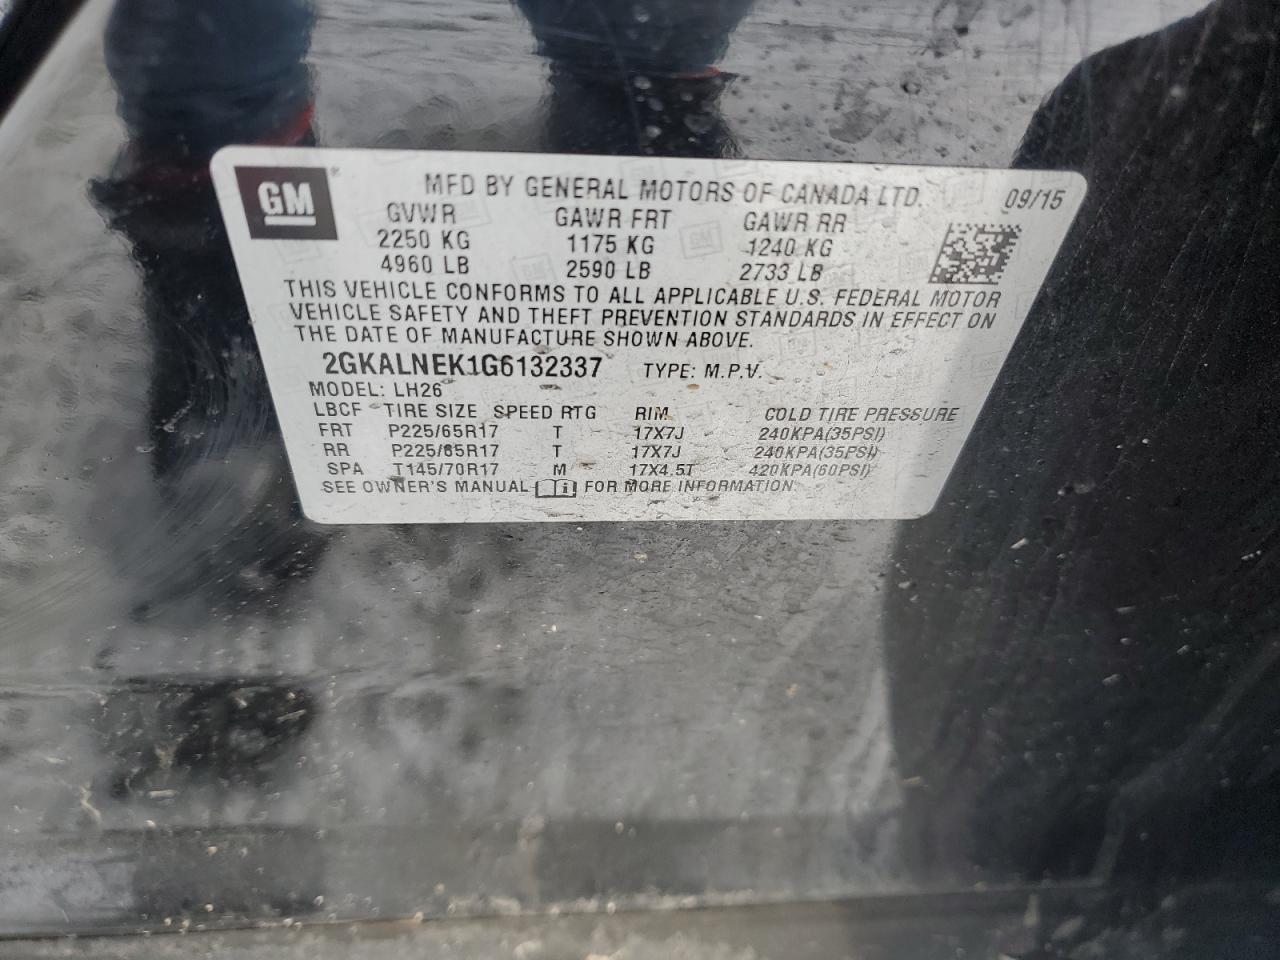 GM ® MFD BY GENERAL MOTORS OF CANADA LTD. 09/15
GVWR GAWR FRT GAWR RR
2250 KG 1175 KG 1240 KG
4960 LB 2590 LB 2733 LB
THIS VEHICLE CONFORMS TO ALL APPLICABLE U.S. FEDERAL MOTOR
VEHICLE SAFETY AND THEFT PREVENTION STANDARDS IN EFFECT ON
THE DATE OF MANUFACTURE SHOWN ABOVE.
2GKALNEK1G6132337 TYPE: M.P.V.
MODEL: LH26
LBCF TIRE SIZE SPEED RTG RIM COLD TIRE PRESSURE
FRT P225/65R17 T 17X7J 240KPA(35PSI)
RR P225/65R17 T 17X7J 240KPA(35PSI)
SPA T145/70R17 M 17X4.5T 420KPA(60PSI)
SEE OWNER'S MANUAL i FOR MORE INFORMATION.